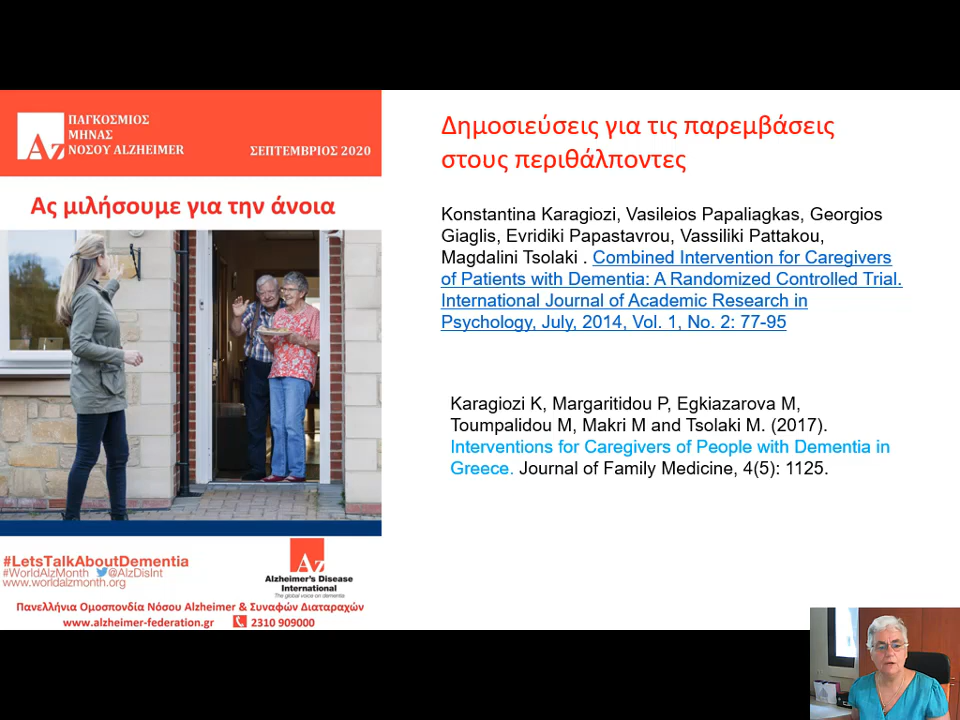 ΠΑΓΚΟΣΜΙΟΣ
ΜΗΝΑΣ
ΝΟΣΟΥ ALZHEIMER
Az
ΣΕΠΤΕΜΒΡΙΟΣ 2020
Ας μιλήσουμε για την άνοια
#LetsTalkAboutDementia
#WorldAlzMonth @AlzDisInt
www.worldalzmonth.org
Az
Alzheimer's Disease
International
The global voice on dementia
Πανελλήνια Ομοσπονδία Νόσου Alzheimer & Συναφών Διαταραχών
www.alzheimer-federation.gr 2310 909000
Δημοσιεύσεις για τις παρεμβάσεις
στους περιθάλποντες
Konstantina Karagiozi, Vasileios Papaliagkas, Georgios
Giaglis, Evridiki Papastavrou, Vassiliki Pattakou,
Magdalini Tsolaki . Combined Intervention for Caregivers
of Patients with Dementia: A Randomized Controlled Trial.
International Journal of Academic Research in
Psychology, July, 2014, Vol. 1, No. 2: 77-95
Karagiozi K, Margaritidou P, Egkiazarova M,
Toumpalidou M, Makri M and Tsolaki M. (2017).
Interventions for Caregivers of People with Dementia in
Greece. Journal of Family Medicine, 4(5): 1125.